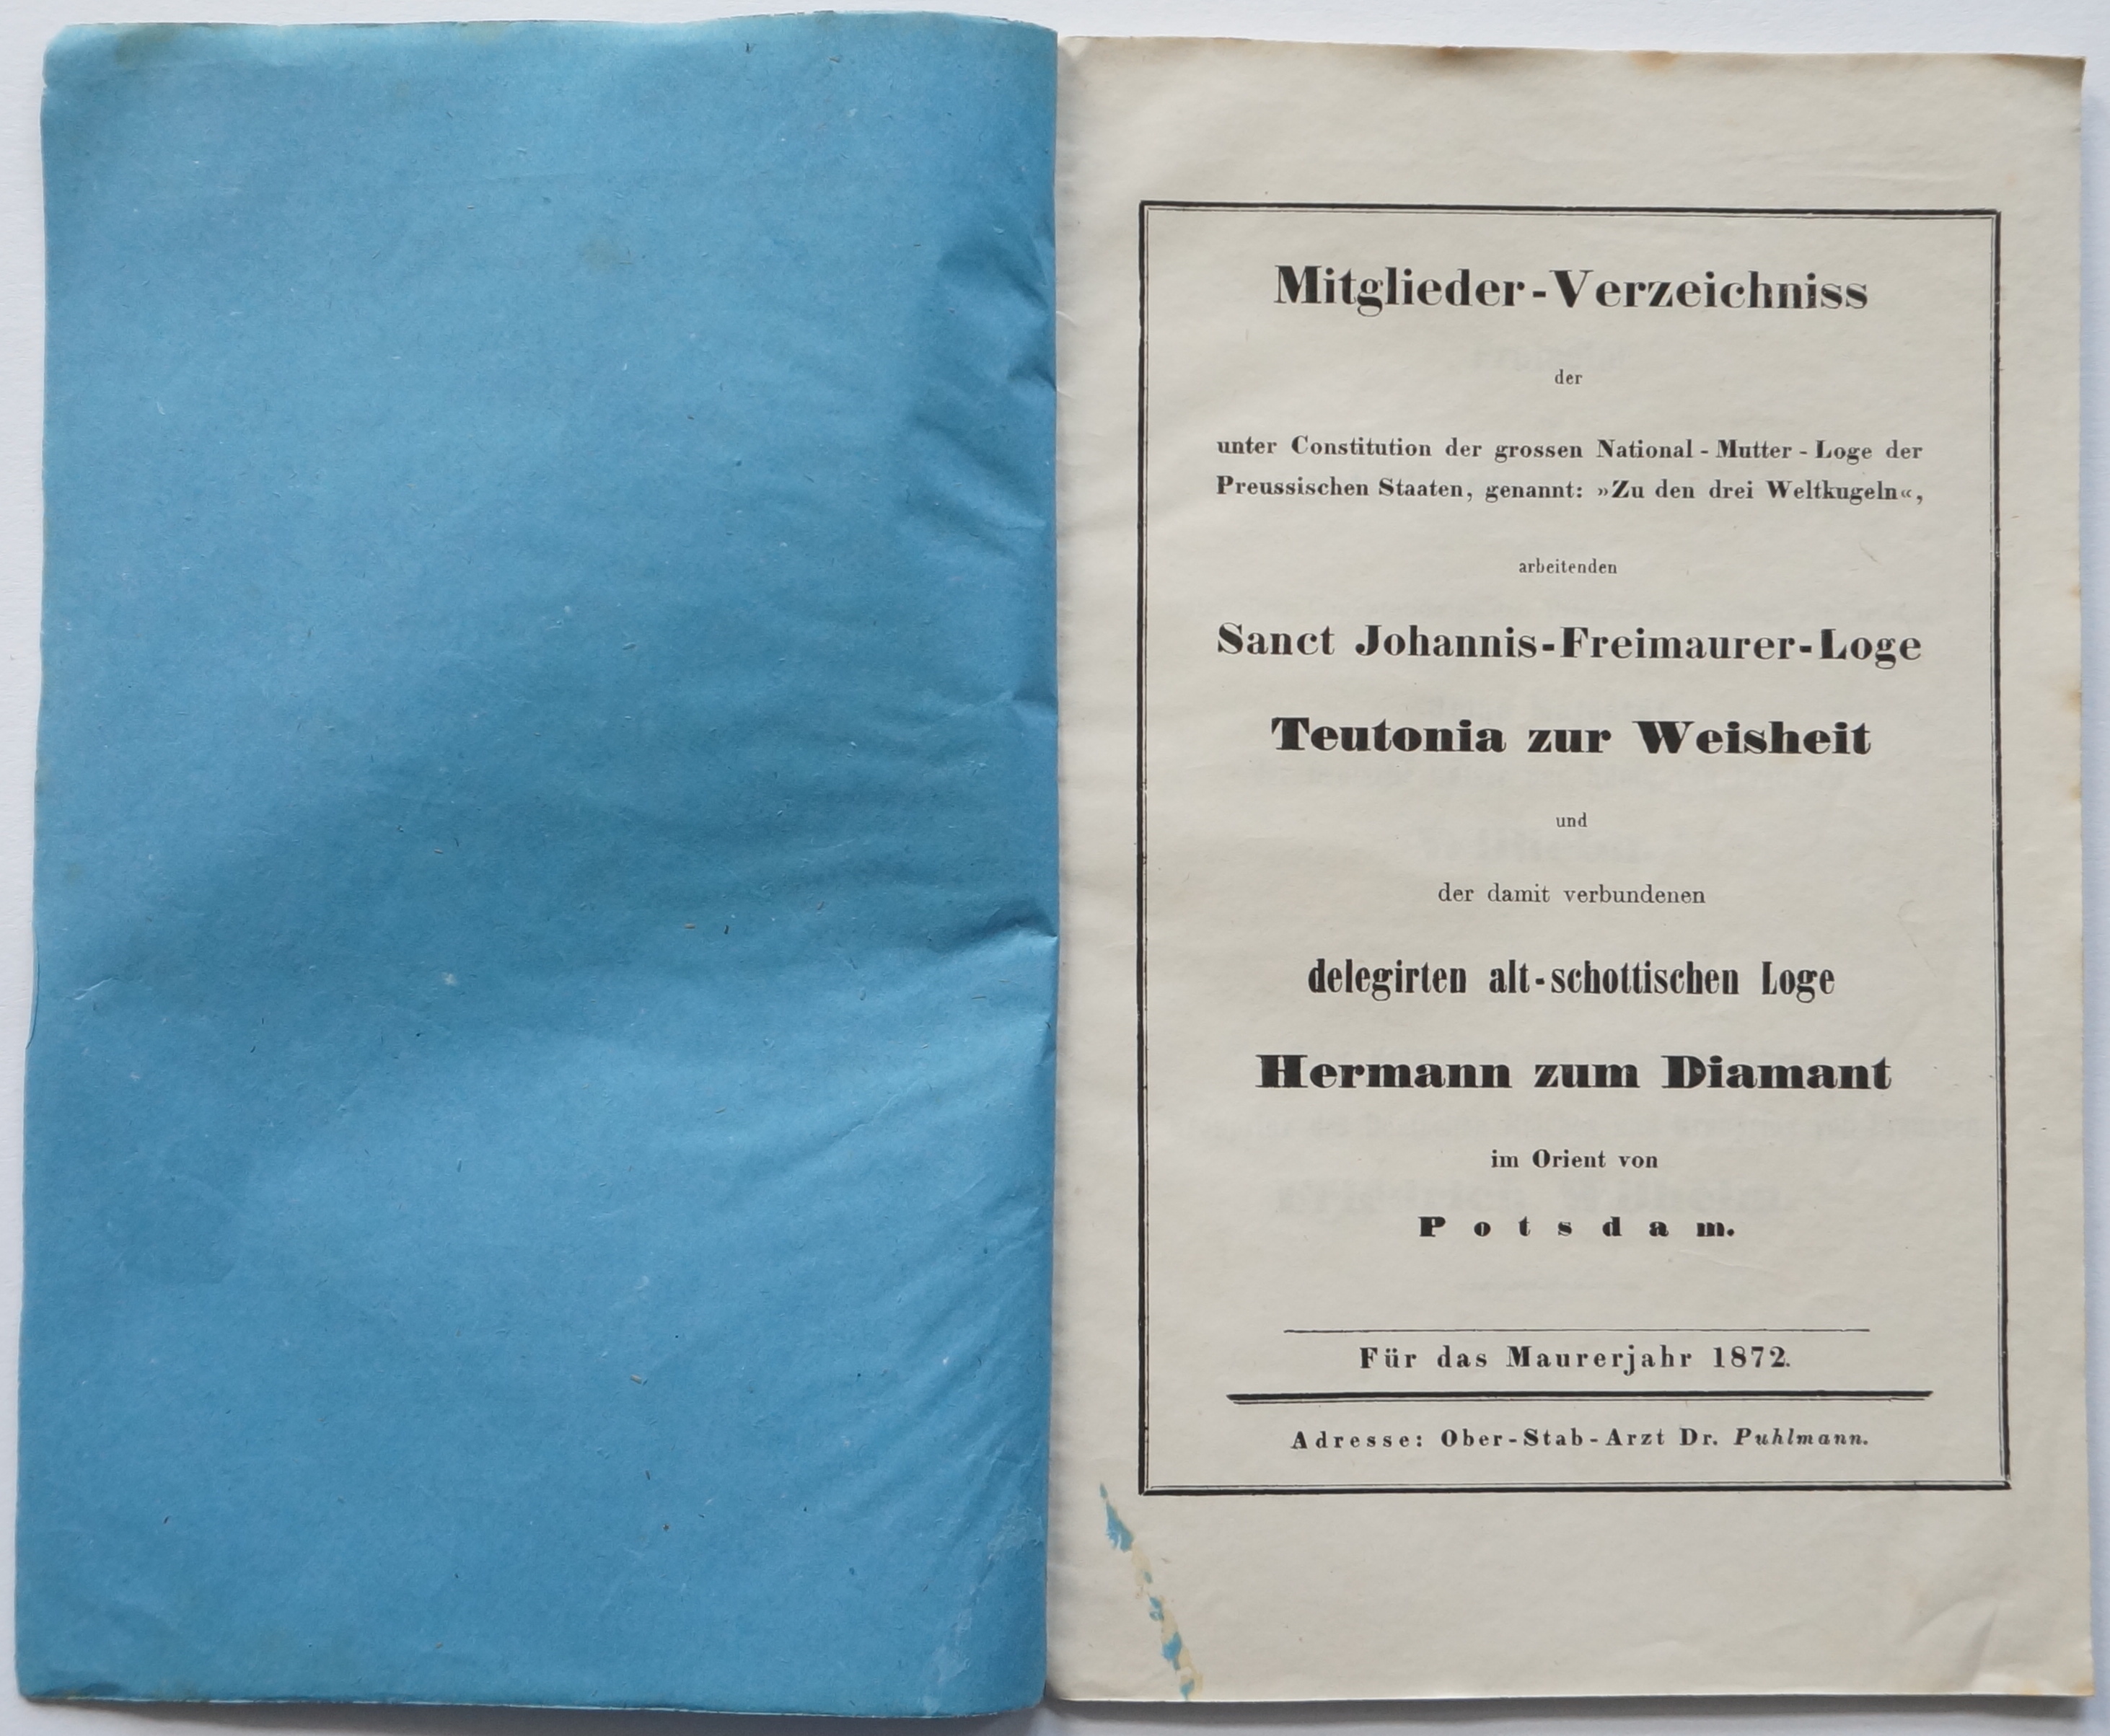 Mitglieder-Verzeichniss
der
unter Constitution der grossen National-Mutter-Loge der
Preussischen Staaten, genannt: »Zu den drei Weltkugeln«,
arbeitenden
Sanct Johannis-Freimaurer-Loge
Teutonia zur Weisheit
und
der damit verbundenen
delegirten alt-schottischen Loge
Hermann zum Diamant
im Orient von
Potsdam.
Für das Maurerjahr 1872.
Adresse: Ober-Stab-Arzt Dr. Puhlmann.